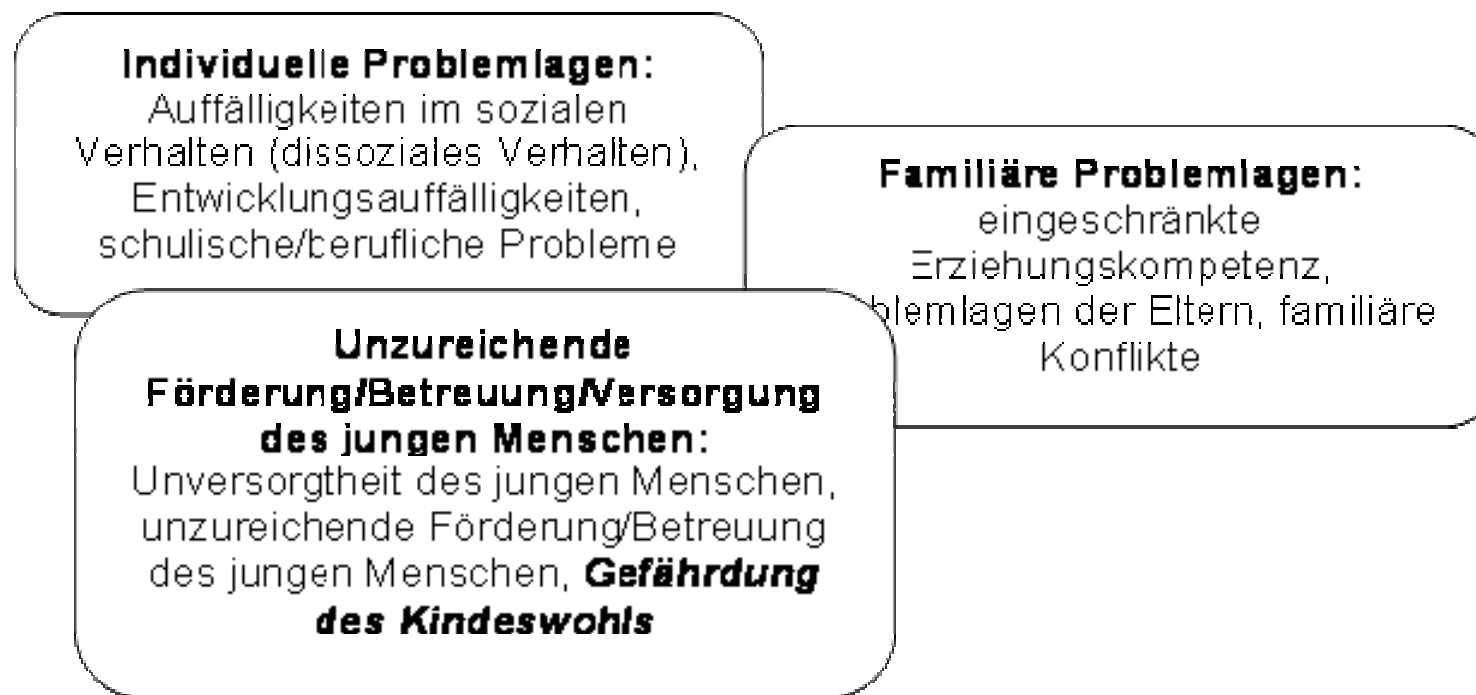 Individuelle Problemlagen:
Auffälligkeiten im sozialen
Verhalten (dissoziales Verhalten),
Entwicklungsauffälligkeiten,
schulische/berufliche Probleme
Familiäre Problemlagen:
eingeschränkte
Erziehungskompetenz,
der Eltern, familiäre
Konflikte
Unzureichende
Förderung/Betreuung/Versorgung
des jungen Menschen:
Unversorgtheit des jungen Menschen,
unzureichende Förderung/Betreuung
des jungen Menschen, Gefährdung
des Kindeswohls